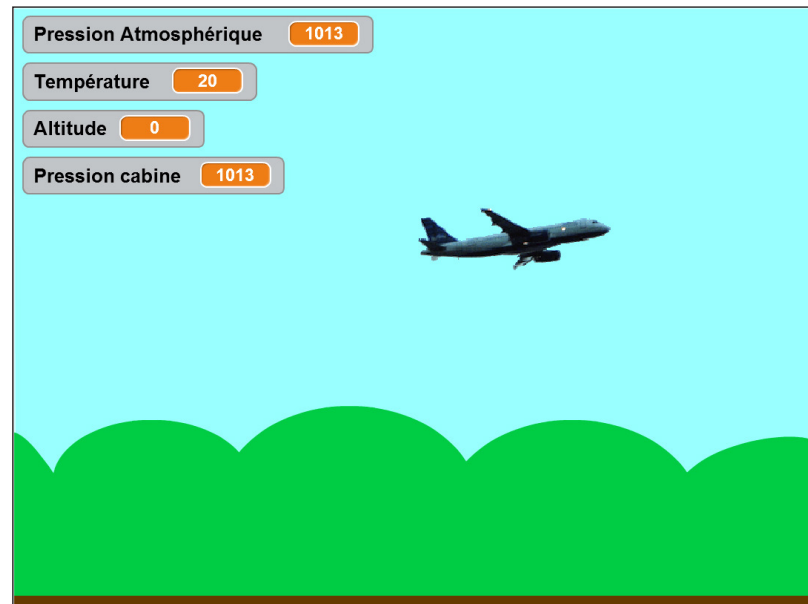 Pression Atmosphérique 1013
Température 20
Altitude 0
Pression cabine 1013